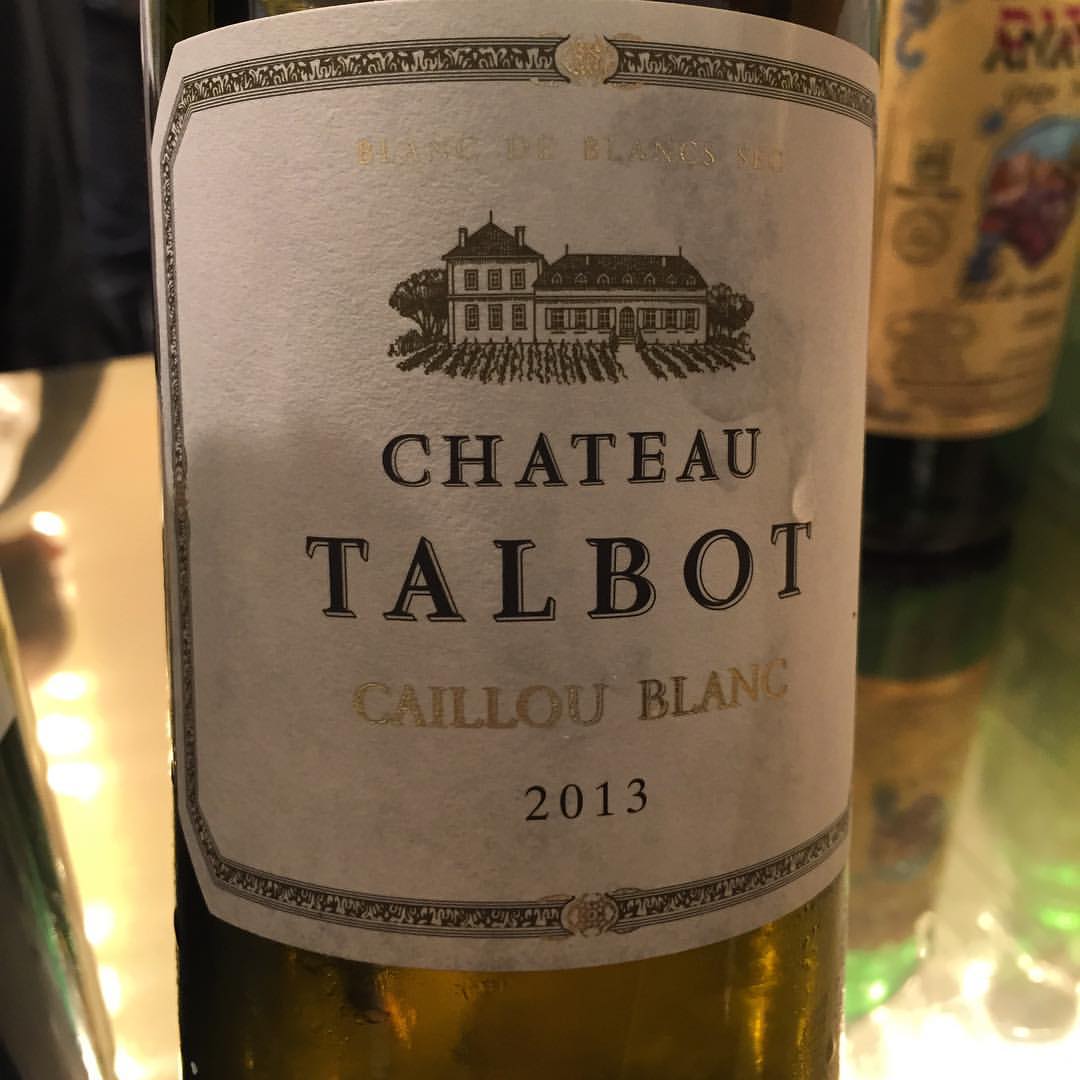 BLANC DE BLANCS SEC
CHATEAU
TALBOT
CAILLOU BLANC
2013